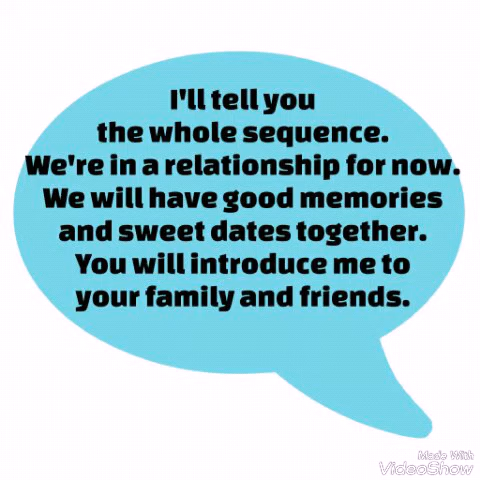 I'll tell you
the whole sequence.
We're in a relationship for now.
We will have good memories
and sweet dates together.
You will introduce me to
your family and friends.
Made With
VideoShow